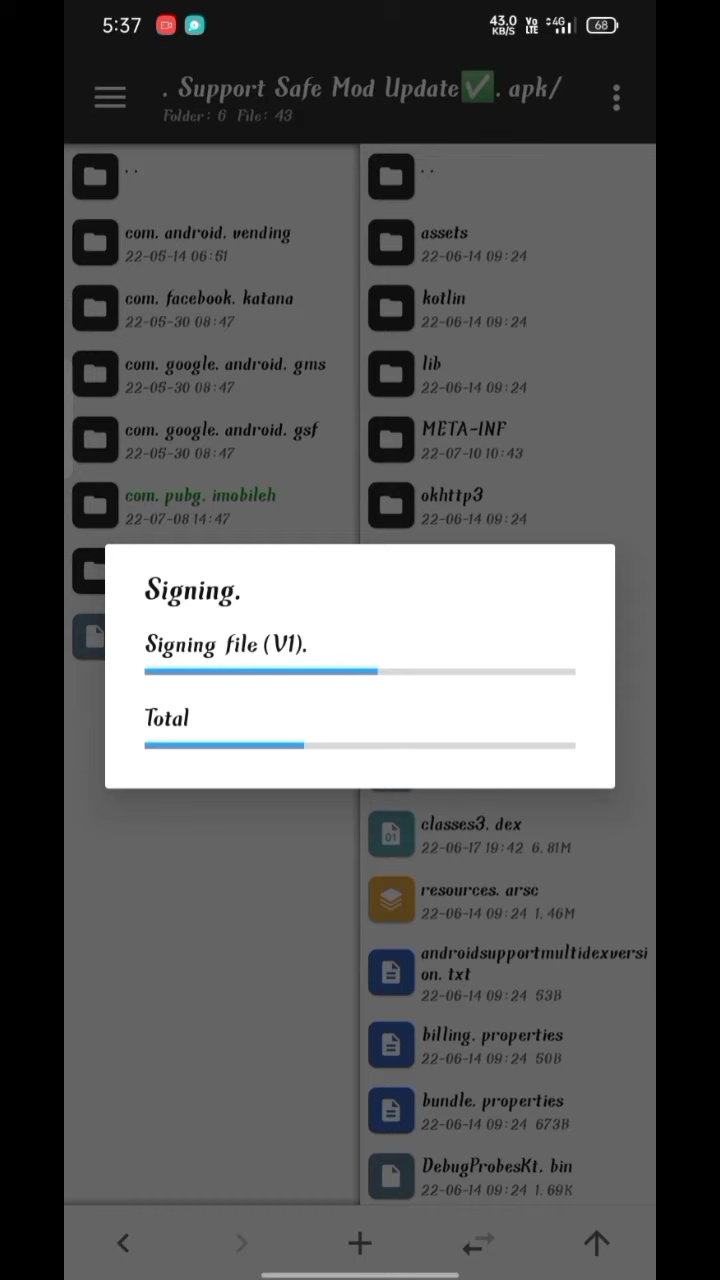 5:37
43.0 KB/S Vo LTE 4G 68
. Support Safe Mod Update✅. apk/
Folder: 6 File: 43
..
com. android. vending
22-05-14 06:51
com. facebook. katana
22-05-30 08:47
com. google. android. gms
22-05-30 08:47
com. google. android. gsf
22-05-30 08:47
com. pubg. imobileh
22-07-08 14:47
..
assets
22-06-14 09:24
kotlin
22-06-14 09:24
lib
22-06-14 09:24
META-INF
22-07-10 10:43
okhttp3
22-06-14 09:24
Signing.
Signing file (V1).
Total
01
classes3. dex
22-06-17 19:42 6.81M
resources. arsc
22-06-14 09:24 1.46M
androidsupportmultidexversi
on. txt
22-06-14 09:24 53B
billing. properties
22-06-14 09:24 50B
bundle. properties
22-06-14 09:24 673B
DebugProbesKt. bin
22-06-14 09:24 1.69K